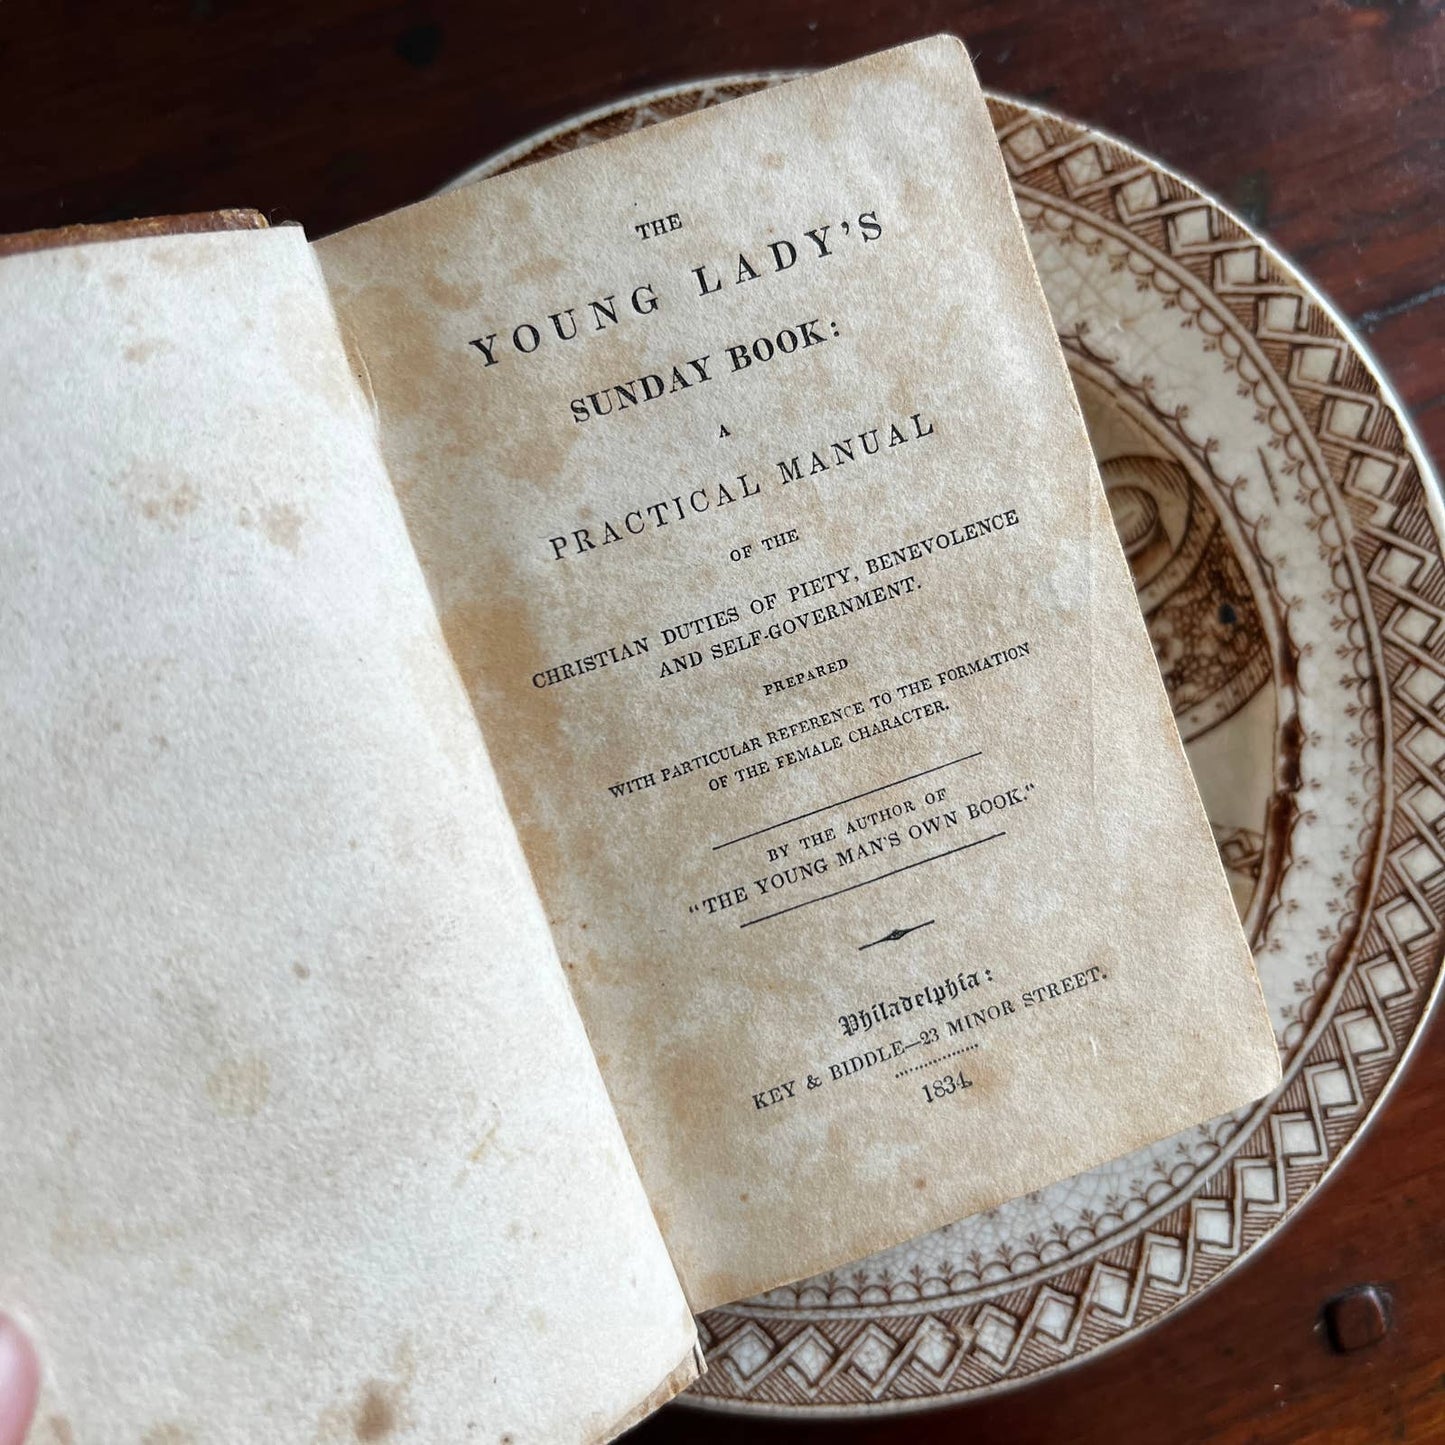 THE
YOUNG LADY'S
SUNDAY BOOK:
A
PRACTICAL MANUAL
OF THE
CHRISTIAN DUTIES OF PIETY, BENEVOLENCE
AND SELF-GOVERNMENT.
PREPARED
WITH PARTICULAR REFERENCE TO THE FORMATION
OF THE FEMALE CHARACTER.
BY THE AUTHOR OF
"THE YOUNG MAN'S OWN BOOK."
Philadelphia:
KEY & BIDDLE—23 MINOR STREET.
1834.